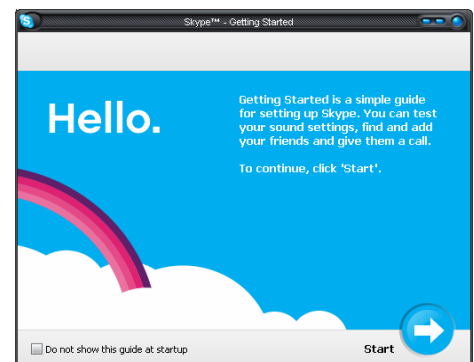 Skype™ - Getting Started
Hello.
Getting Started is a simple guide
for setting up Skype. You can test
your sound settings, find and add
your friends and give them a call.
To continue, click 'Start'.
Do not show this guide at startup
Start